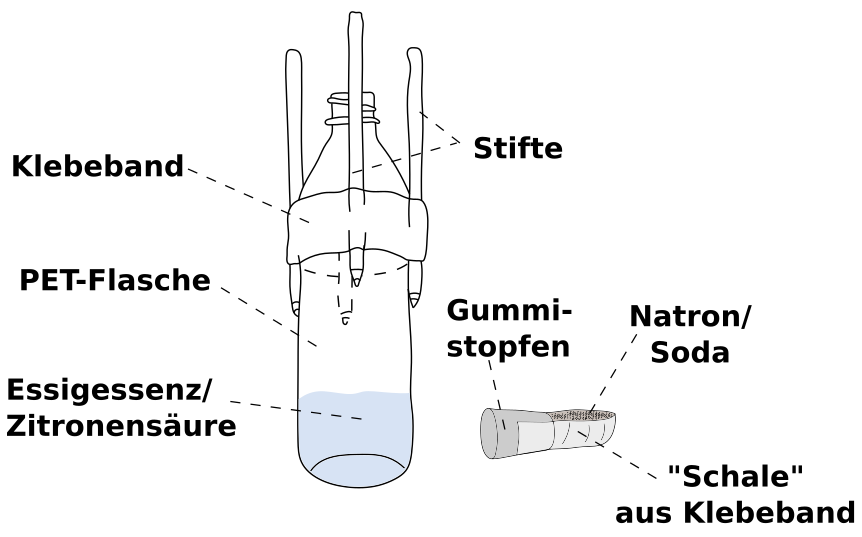 Stifte
Klebeband
PET-Flasche
Essigessenz/
Zitronensäure
Gummi-
stopfen
Natron/
Soda
"Schale"
aus Klebeband